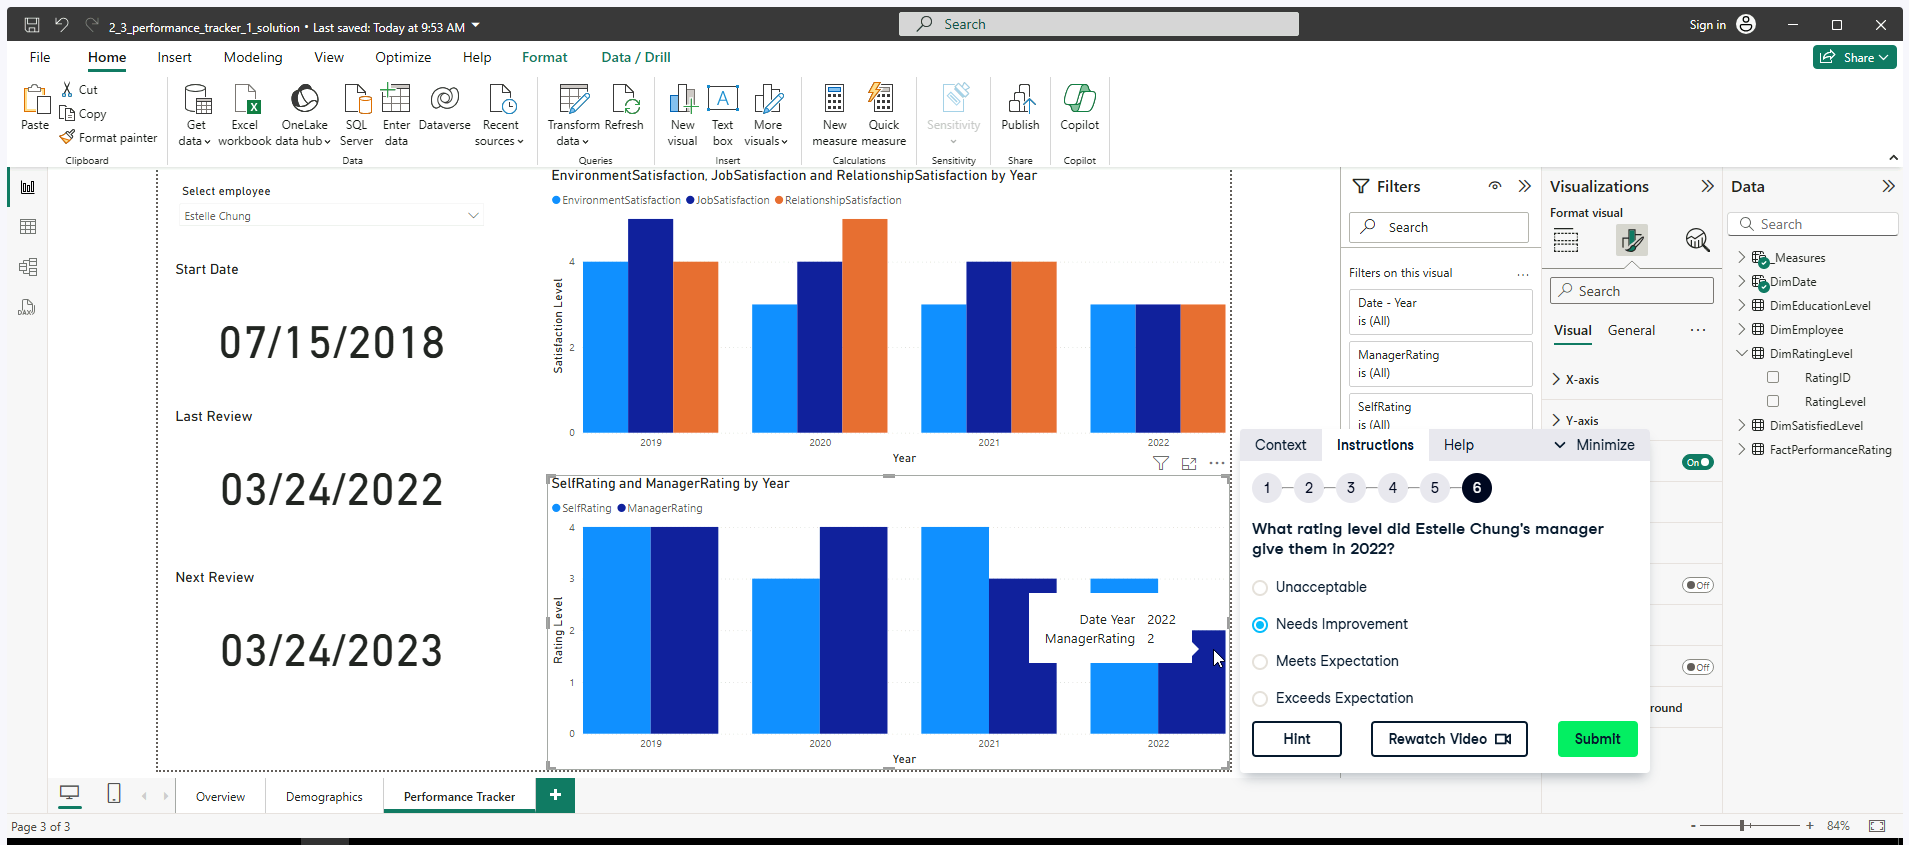 2_3_performance_tracker_1_solution • Last saved: Today at 9:53 AM
Search
Sign in
File
Home
Insert
Modeling
View
Optimize
Help
Format
Data / Drill
Share
Paste
Cut
Copy
Format painter
Clipboard
Get data
Excel workbook
OneLake data hub
SQL Server
Enter data
Dataverse
Recent sources
Data
Transform data
Refresh
Queries
New visual
Text box
More visuals
Insert
New measure
Quick measure
Calculations
Sensitivity
Sensitivity
Publish
Share
Copilot
Copilot
Select employee
Estelle Chung
Start Date
07/15/2018
Last Review
03/24/2022
Next Review
03/24/2023
EnvironmentSatisfaction, JobSatisfaction and RelationshipSatisfaction by Year
EnvironmentSatisfaction JobSatisfaction RelationshipSatisfaction
Satisfaction Level
4
2
0
2019 2020 2021 2022
Year
SelfRating and ManagerRating by Year
SelfRating ManagerRating
Rating Level
4
3
2
1
0
Date Year 2022
ManagerRating 2
2019 2020 2021 2022
Year
Filters
Search
Filters on this visual
Date - Year
is (All)
ManagerRating
is (All)
SelfRating
is (All)
Visualizations
Format visual
Search
Visual
General
X-axis
Y-axis
On
Off
Off
round
Data
Search
_Measures
DimDate
DimEducationLevel
DimEmployee
DimRatingLevel
RatingID
RatingLevel
DimSatisfiedLevel
FactPerformanceRating
Context
Instructions
Help
Minimize
1 2 3 4 5 6
What rating level did Estelle Chung's manager
give them in 2022?
Unacceptable
Needs Improvement
Meets Expectation
Exceeds Expectation
Hint
Rewatch Video
Submit
Overview
Demographics
Performance Tracker
+
Page 3 of 3
- + 84%